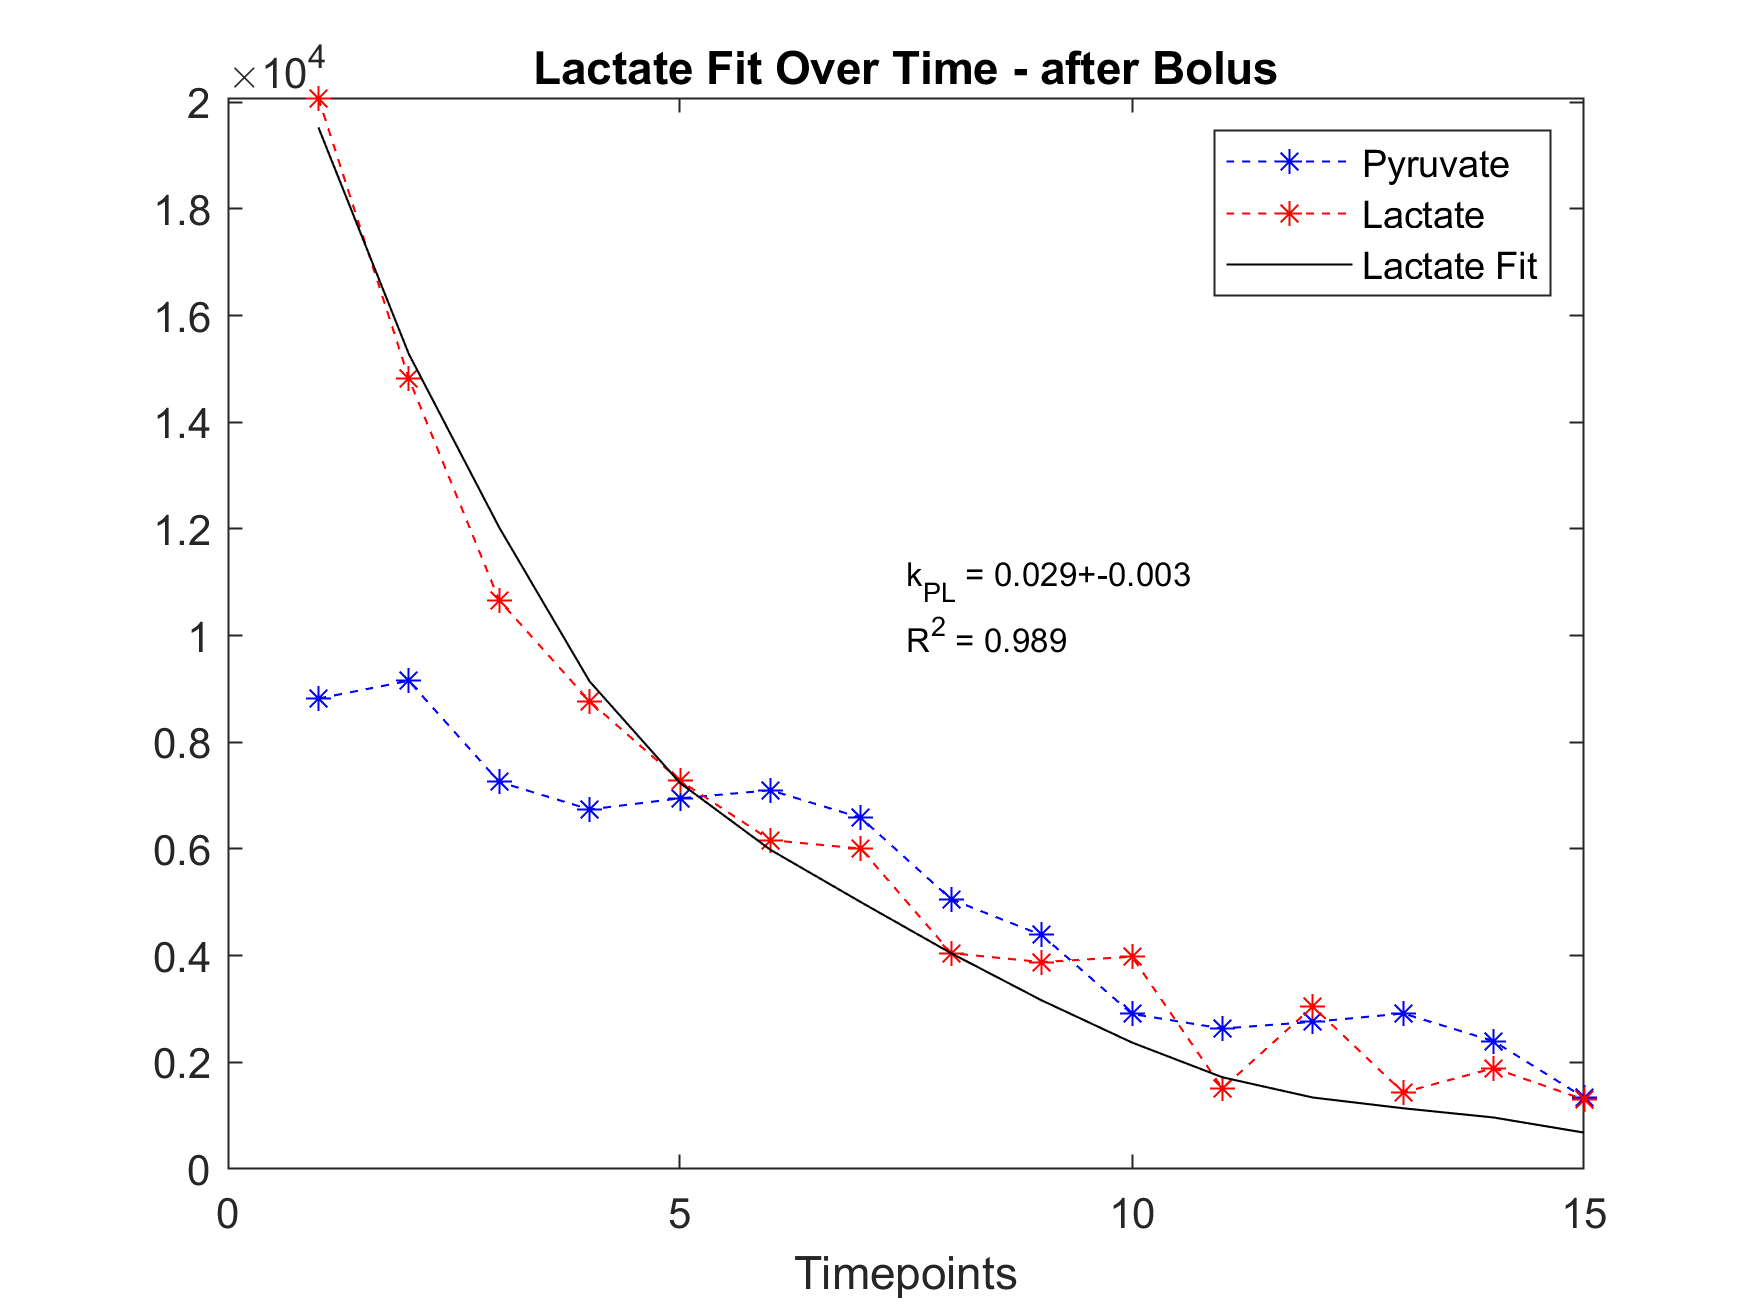 ×10^4
Lactate Fit Over Time - after Bolus
2
1.8
1.6
1.4
1.2
1
0.8
0.6
0.4
0.2
0
Pyruvate
Lactate
Lactate Fit
k_PL = 0.029+-0.003
R^2 = 0.989
0 5 10 15
Timepoints